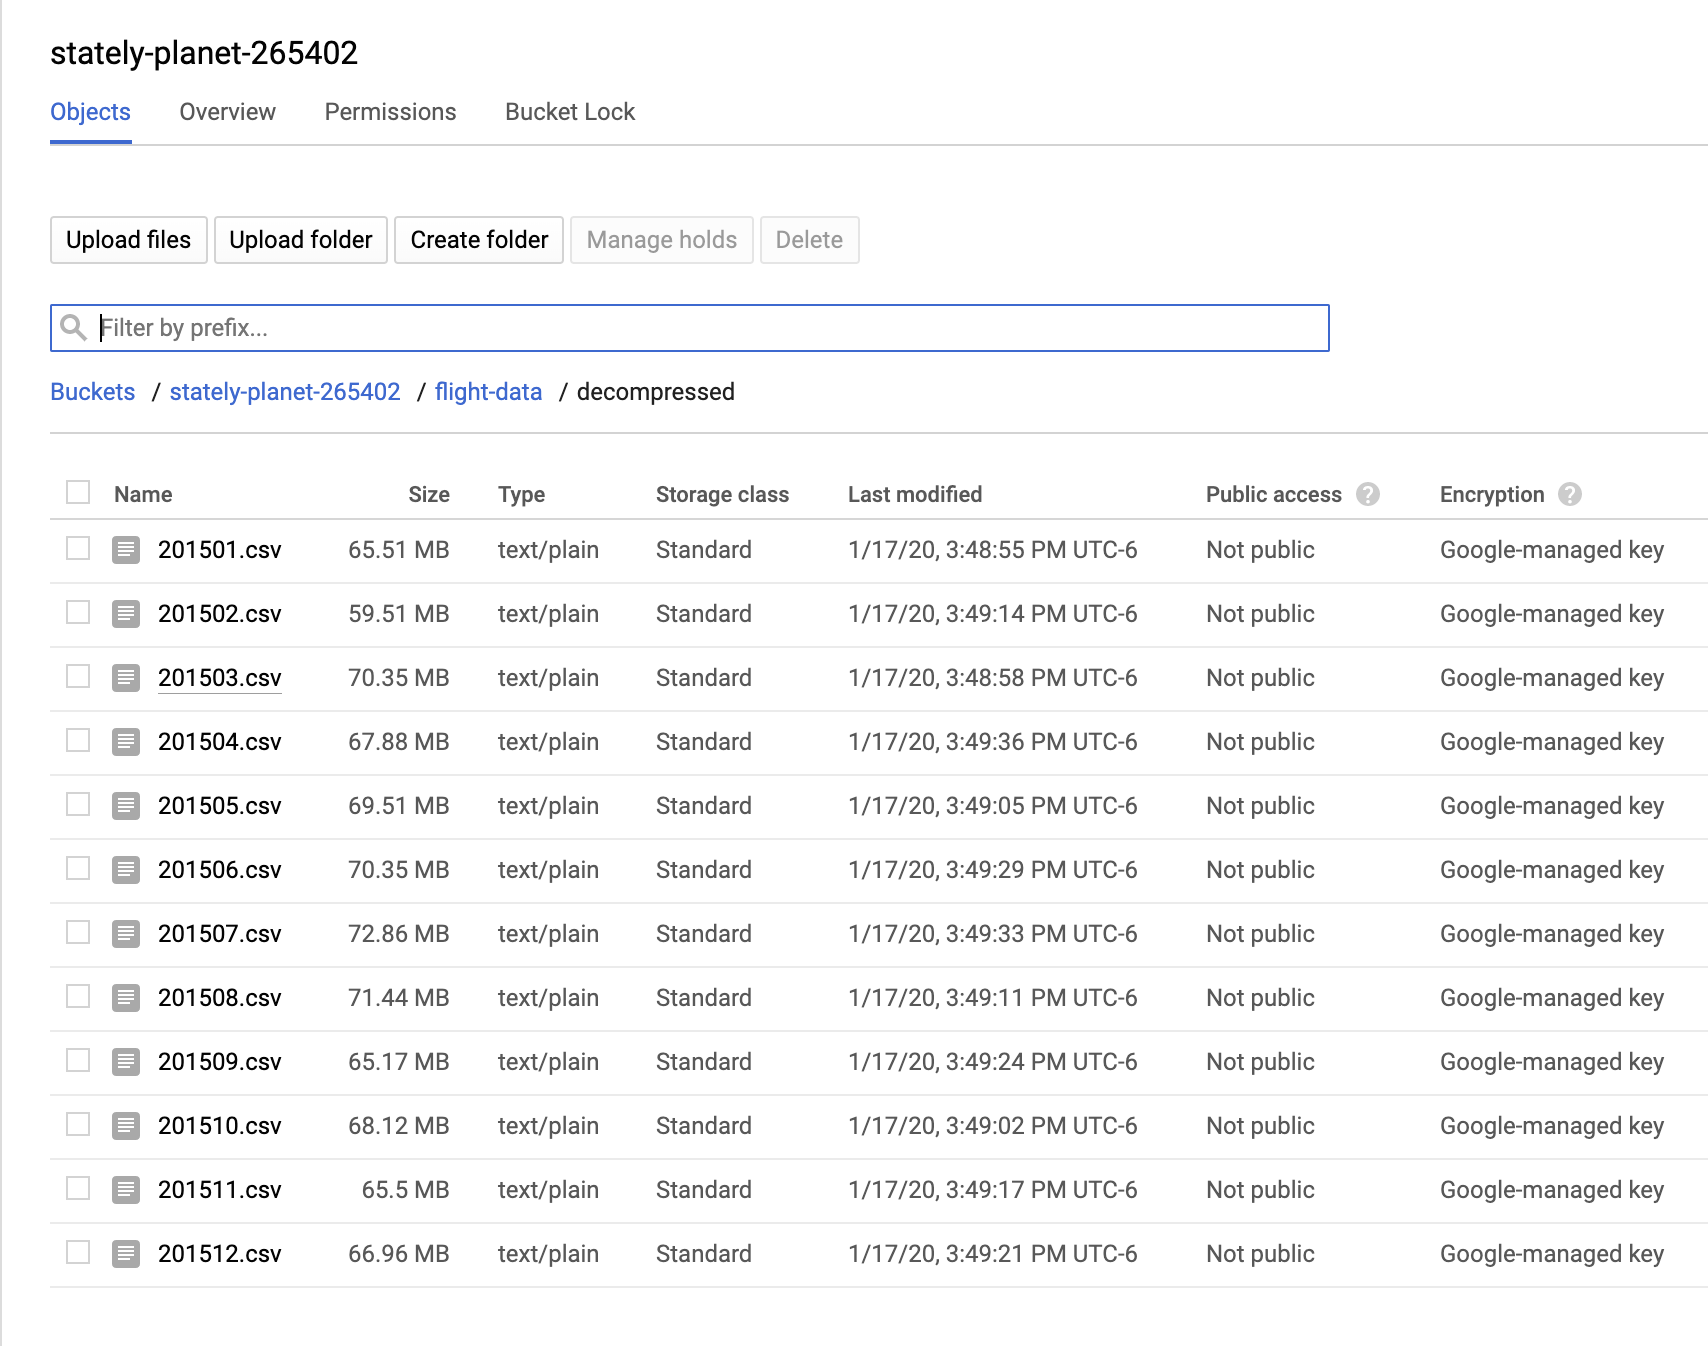 stately-planet-265402
Objects Overview Permissions Bucket Lock
Upload files Upload folder Create folder Manage holds Delete
Filter by prefix...
Buckets / stately-planet-265402 / flight-data / decompressed
Name Size Type Storage class Last modified Public access ? Encryption ?
201501.csv 65.51 MB text/plain Standard 1/17/20, 3:48:55 PM UTC-6 Not public Google-managed key
201502.csv 59.51 MB text/plain Standard 1/17/20, 3:49:14 PM UTC-6 Not public Google-managed key
201503.csv 70.35 MB text/plain Standard 1/17/20, 3:48:58 PM UTC-6 Not public Google-managed key
201504.csv 67.88 MB text/plain Standard 1/17/20, 3:49:36 PM UTC-6 Not public Google-managed key
201505.csv 69.51 MB text/plain Standard 1/17/20, 3:49:05 PM UTC-6 Not public Google-managed key
201506.csv 70.35 MB text/plain Standard 1/17/20, 3:49:29 PM UTC-6 Not public Google-managed key
201507.csv 72.86 MB text/plain Standard 1/17/20, 3:49:33 PM UTC-6 Not public Google-managed key
201508.csv 71.44 MB text/plain Standard 1/17/20, 3:49:11 PM UTC-6 Not public Google-managed key
201509.csv 65.17 MB text/plain Standard 1/17/20, 3:49:24 PM UTC-6 Not public Google-managed key
201510.csv 68.12 MB text/plain Standard 1/17/20, 3:49:02 PM UTC-6 Not public Google-managed key
201511.csv 65.5 MB text/plain Standard 1/17/20, 3:49:17 PM UTC-6 Not public Google-managed key
201512.csv 66.96 MB text/plain Standard 1/17/20, 3:49:21 PM UTC-6 Not public Google-managed key